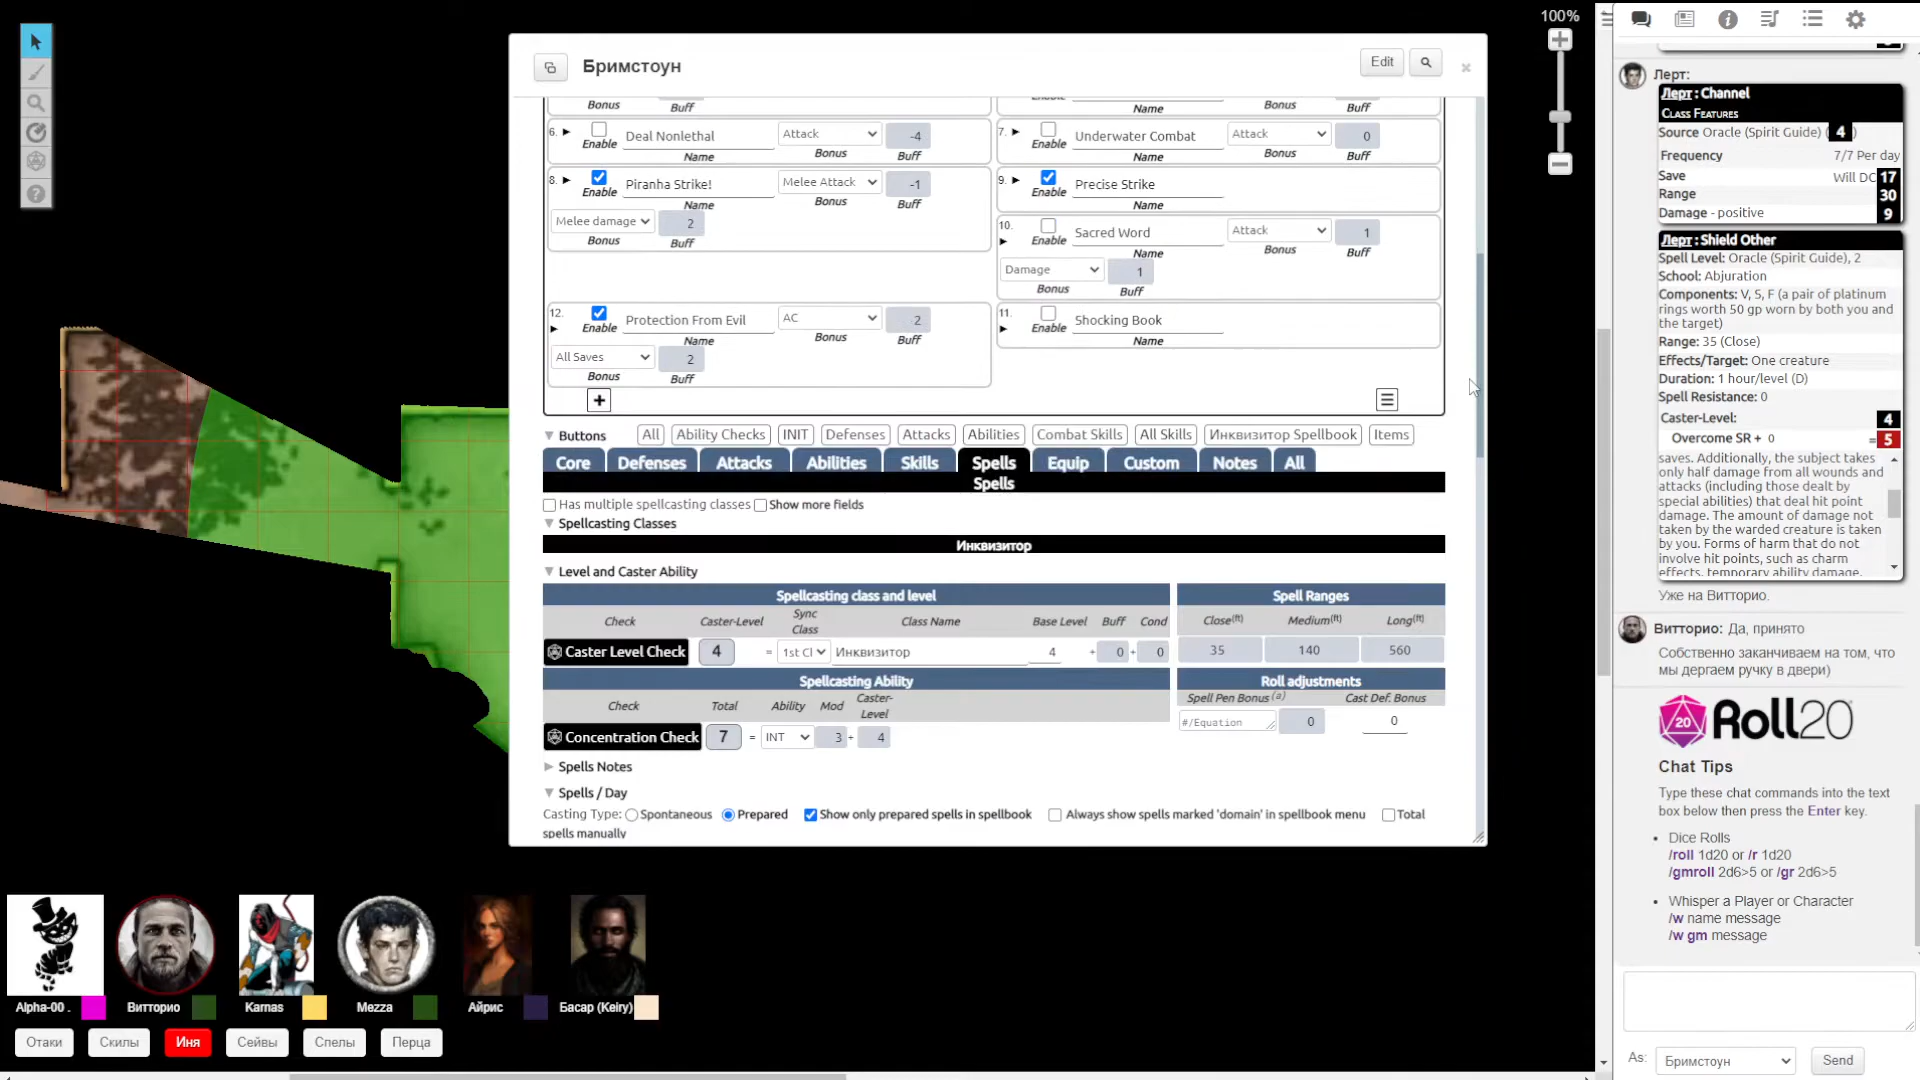 100%
Бримстоун
Edit
Bonus Buff Name Bonus Buff
6. Enable Deal Nonlethal Name Attack Bonus -4 Buff
7. Enable Underwater Combat Name Attack Bonus 0 Buff
8. Enable Piranha Strike! Name Melee Attack Bonus -1 Buff
Melee damage Bonus 2 Buff
9. Enable Precise Strike Name
10. Enable Sacred Word Name Attack Bonus 1 Buff
Damage Bonus 1 Buff
12. Enable Protection From Evil Name AC Bonus 2 Buff
All Saves Bonus 2 Buff
11. Enable Shocking Book Name
Buttons All Ability Checks INIT Defenses Attacks Abilities Combat Skills All Skills Инквизитор Spellbook Items
Core Defenses Attacks Abilities Skills Spells Equip Custom Notes All
Spells
Has multiple spellcasting classes Show more fields
Spellcasting Classes
Инквизитор
Level and Caster Ability
Spellcasting class and level
Check Caster-Level Sync Class Class Name Base Level Buff Cond
Caster Level Check 4 = 1st Cl Инквизитор 4 + 0 + 0
Spell Ranges
Close(ft) Medium(ft) Long(ft)
35 140 560
Spellcasting Ability
Check Total Ability Mod Caster-Level
Concentration Check 7 = INT 3 + 4
Roll adjustments
Spell Pen Bonus (a) Cast Def. Bonus
#/Equation 0 0
Spells Notes
Spells / Day
Casting Type: Spontaneous Prepared Show only prepared spells in spellbook Always show spells marked 'domain' in spellbook menu Total
spells manually
Лерт:
Лерт : Channel
Class Features
Source Oracle (Spirit Guide) ( 4 )
Frequency 7/7 Per day
Save Will DC 17
Range 30
Damage - positive 9
Лерт : Shield Other
Spell Level: Oracle (Spirit Guide), 2
School: Abjuration
Components: V, S, F (a pair of platinum
rings worth 50 gp worn by both you and
the target)
Range: 35 (Close)
Effects/Target: One creature
Duration: 1 hour/level (D)
Spell Resistance: 0
Caster-Level: 4
Overcome SR + 0 = 5
saves. Additionally, the subject takes
only half damage from all wounds and
attacks (including those dealt by
special abilities) that deal hit point
damage. The amount of damage not
taken by the warded creature is taken
by you. Forms of harm that do not
involve hit points, such as charm
effects, temporary ability damage,
Уже на Витторио.
Витторио: Да, принято
Собственно заканчиваем на том, что
мы дергаем ручку в двери)
20 Roll20
Chat Tips
Type these chat commands into the text
box below then press the Enter key.
• Dice Rolls
/roll 1d20 or /r 1d20
/gmroll 2d6>5 or /gr 2d6>5
• Whisper a Player or Character
/w name message
/w gm message
As: Бримстоун Send
Alpha-00 . Витторио Karnas Mezza Айрис Басар (Keiry)
Отаки Скилы Иня Сейвы Спелы Перца